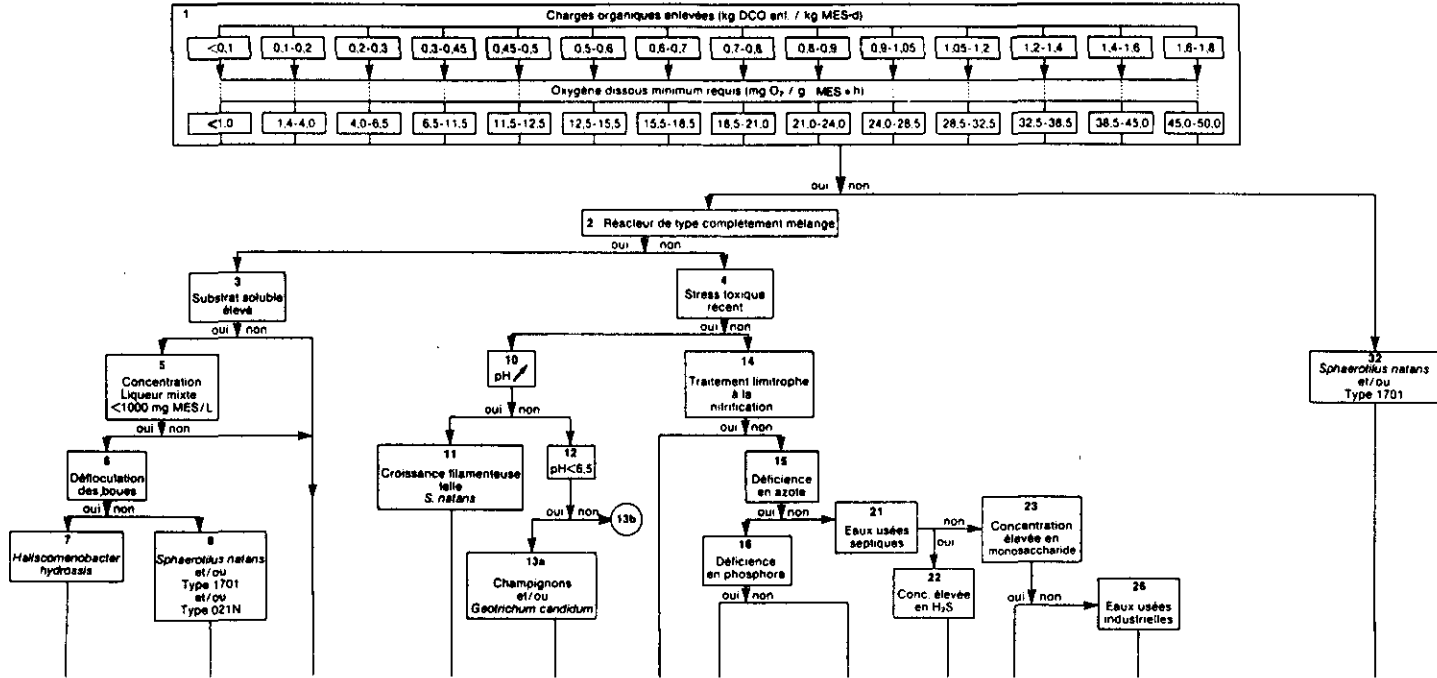 1
Charges organiques enlevées (kg DCO enl. / kg MES-d)
<0,1 0,1-0,2 0,2-0,3 0,3-0,45 0,45-0,5 0,5-0,6 0,6-0,7 0,7-0,8 0,8-0,9 0,9-1,05 1,05-1,2 1,2-1,4 1,4-1,6 1,6-1,8
Oxygène dissous minimum requis (mg O₂ / g MES • h)
<1.0 1,4-4,0 4,0-6,5 6.5-11.5 11,5-12.5 12,5-15,5 15,5-18,5 18,5-21.0 21.0-24,0 24,0-28,5 28,5-32,5 32,5-38.5 38,5-45,0 45,0-50,0
oui non
2 Réacteur de type complètement mélange
oui non
3
Substrat soluble
élevé
oui non
4
Stress toxique
récent
oui non
5
Concentration
Liqueur mixte
<1000 mg MES/L
oui non
10
pH ↗
oui non
14
Traitement limitrophe
à la
nitrification
oui non
32
Sphaerotilus natans
et/ou
Type 1701
6
Défloculation
des boues
oui non
11
Croissance filamenteuse
telle
S. natans
12
pH<6,5
oui non
13b
15
Déficience
en azote
oui non
7
Haliscomenobacter
hydrossis
8
Sphaerotilus natans
et/ou
Type 1701
et/ou
Type 021N
13a
Champignons
et/ou
Geotrichum candidum
16
Déficience
en phosphore
oui non
21
Eaux usées
septiques
non
oui
22
Conc. élevée
en H₂S
23
Concentration
élevée en
monosaccharide
oui non
26
Eaux usées
industrielles